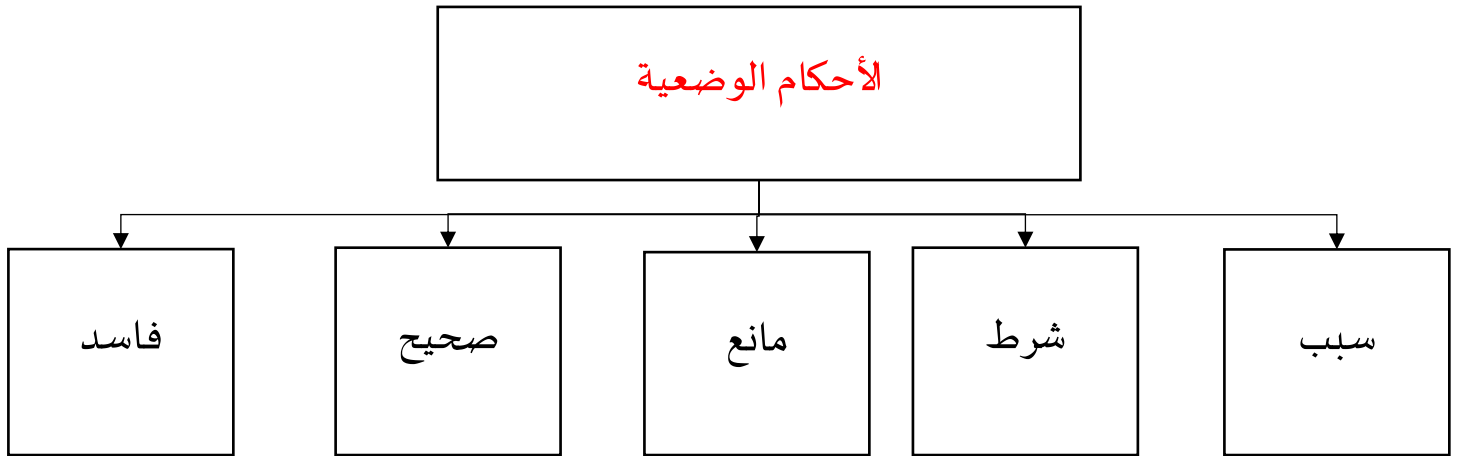 الأحكام الوضعية
سبب
شرط
مانع
صحيح
فاسد